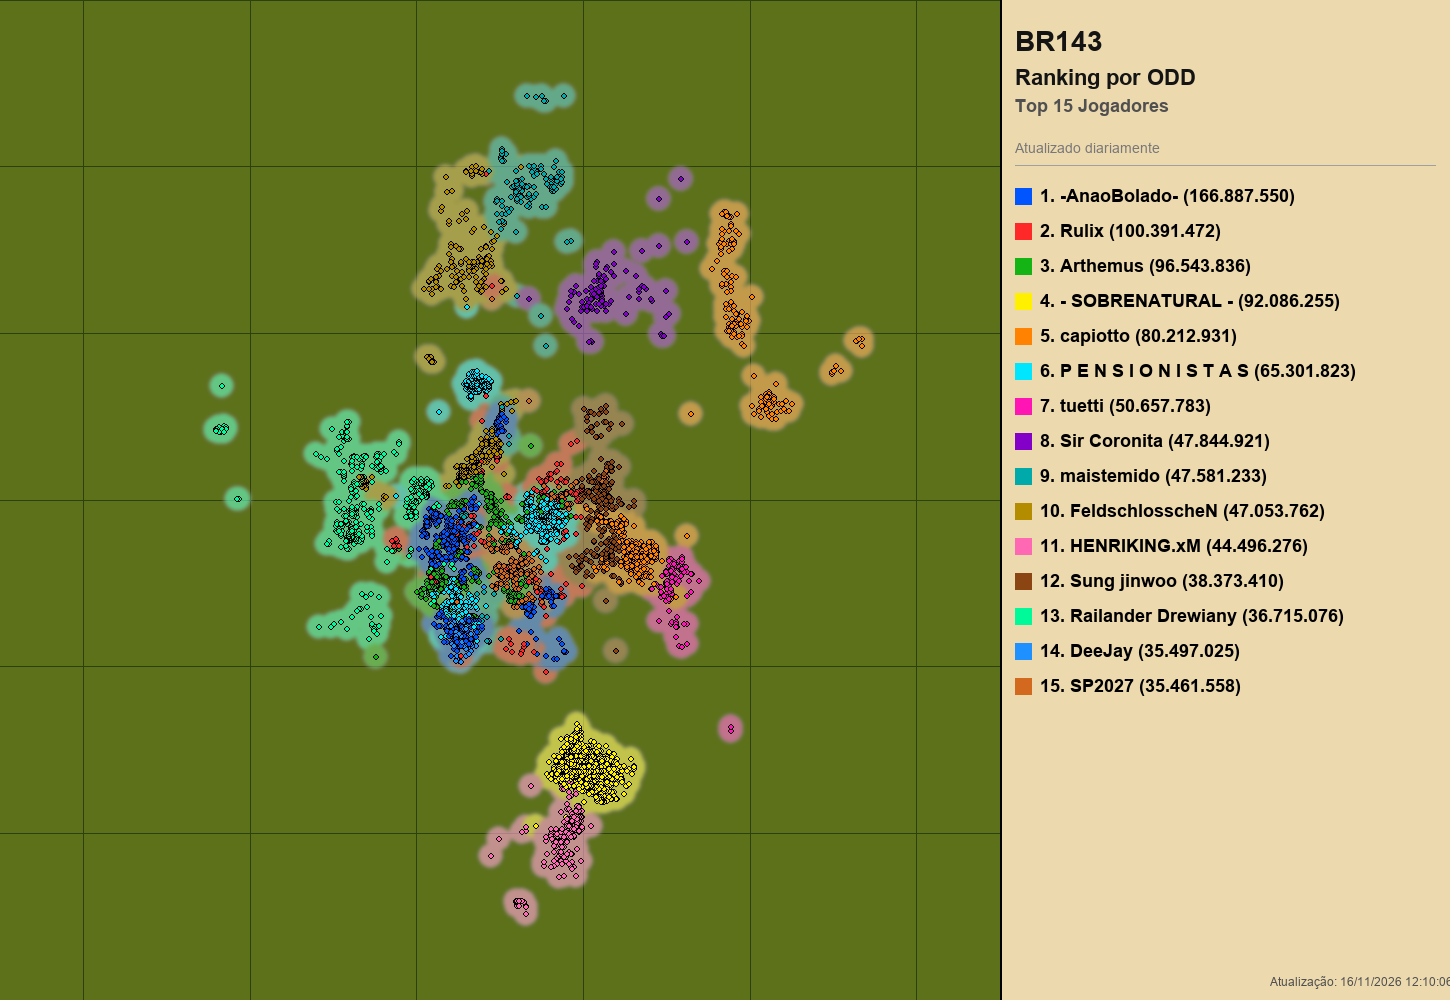 BR143
Ranking por ODD
Top 15 Jogadores
Atualizado diariamente
1. -AnaoBolado- (166.887.550)
2. Rulix (100.391.472)
3. Arthemus (96.543.836)
4. - SOBRENATURAL - (92.086.255)
5. capiotto (80.212.931)
6. P E N S I O N I S T A S (65.301.823)
7. tuetti (50.657.783)
8. Sir Coronita (47.844.921)
9. maistemido (47.581.233)
10. FeldschlosscheN (47.053.762)
11. HENRIKING.xM (44.496.276)
12. Sung jinwoo (38.373.410)
13. Railander Drewiany (36.715.076)
14. DeeJay (35.497.025)
15. SP2027 (35.461.558)
Atualização: 16/11/2026 12:10:06